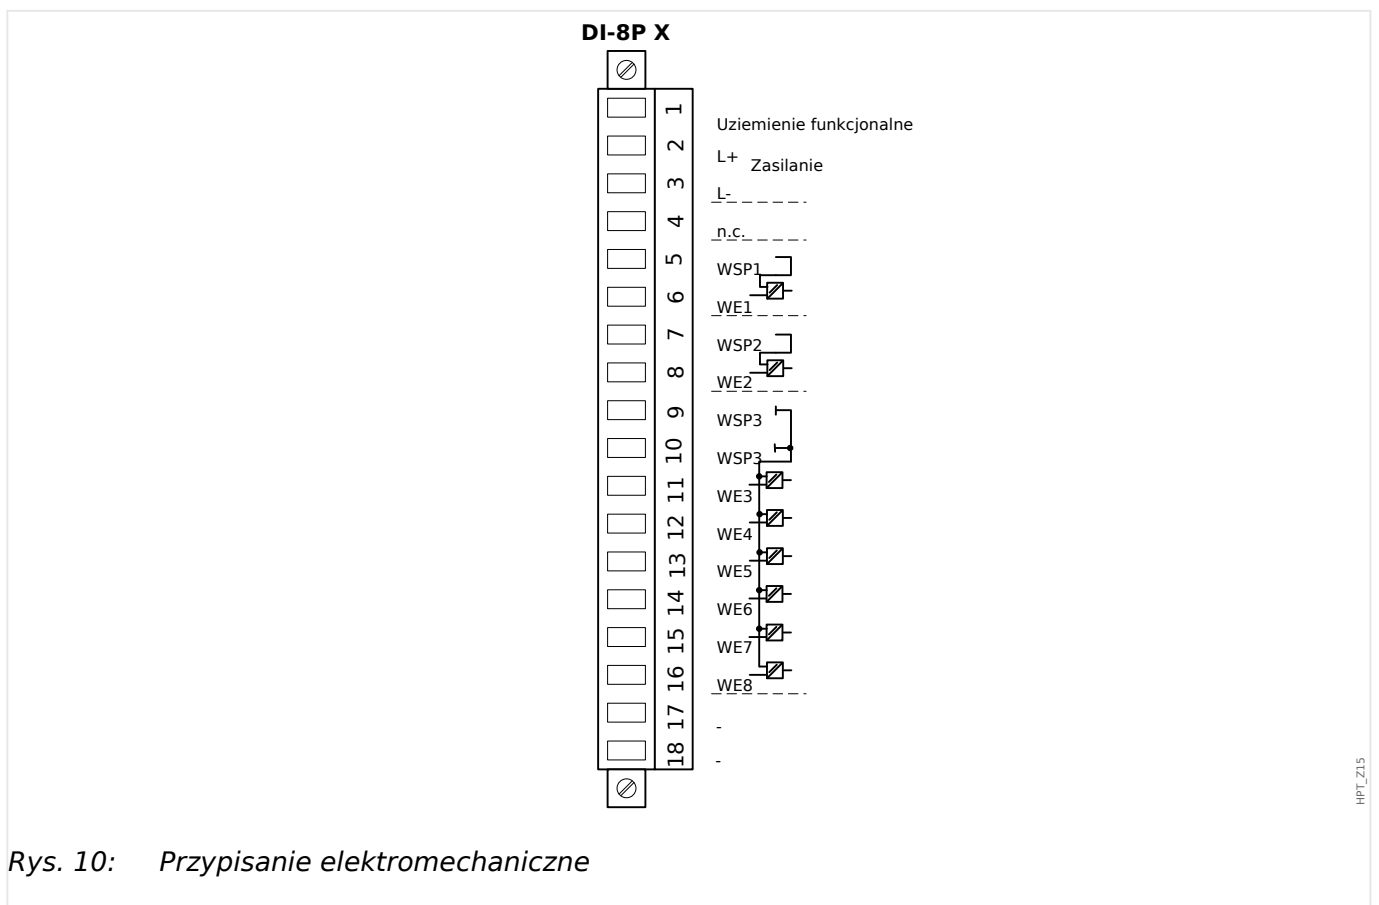 DI-8P X
1
Uziemienie funkcjonalne
2
L+ Zasilanie
3
L-
4
n.c.
5
WSP1
6
WE1
7
WSP2
8
WE2
9
WSP3
10
WSP3
11
WE3
12
WE4
13
WE5
14
WE6
15
WE7
16
WE8
17
-
18
-
HPT_Z15
Rys. 10: Przypisanie elektromechaniczne